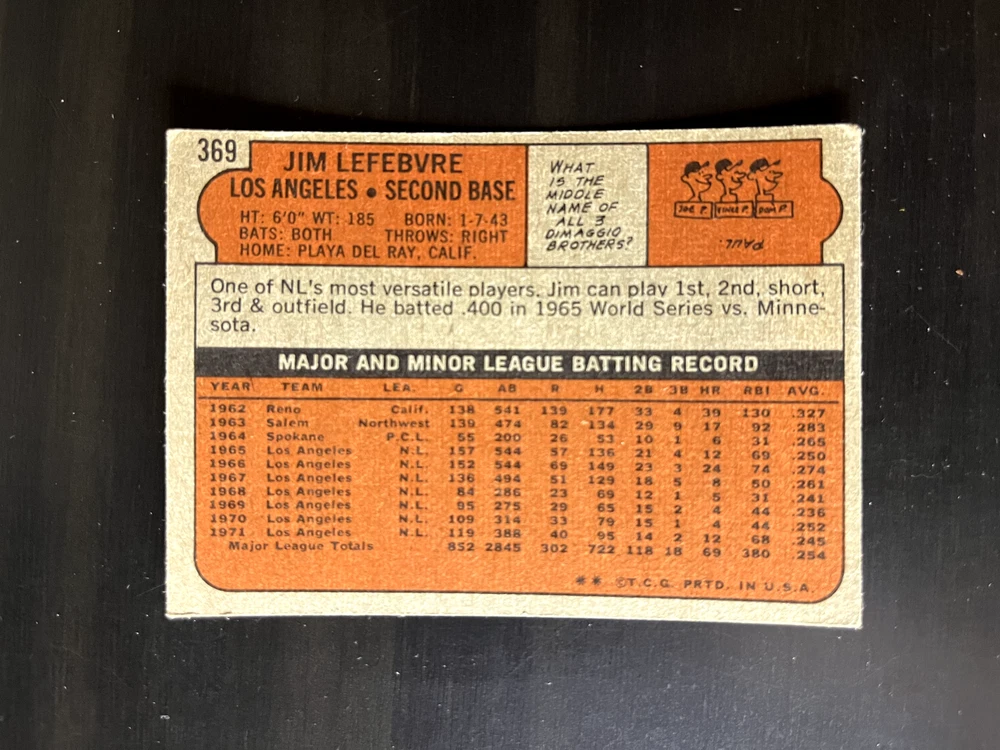 369
JIM LEFEBVRE
LOS ANGELES • SECOND BASE
HT: 6'0" WT: 185 BORN: 1-7-43
BATS: BOTH THROWS: RIGHT
HOME: PLAYA DEL RAY, CALIF.
WHAT
IS THE
MIDDLE
NAME OF
ALL 3
DIMAGGIO
BROTHERS?
JOE P. VINCE P. DOM P.
PAUL.
One of NL's most versatile players. Jim can play 1st, 2nd, short,
3rd & outfield. He batted .400 in 1965 World Series vs. Minne-
sota.
MAJOR AND MINOR LEAGUE BATTING RECORD
YEAR TEAM LEA. G AB R H 2B 3B HR RBI AVG.
1962 Reno Calif. 138 541 139 177 33 4 39 130 .327
1963 Salem Northwest 139 474 82 134 29 9 17 92 .283
1964 Spokane P.C.L. 55 200 26 53 10 1 6 31 .265
1965 Los Angeles N.L. 157 544 57 136 21 4 12 69 .250
1966 Los Angeles N.L. 152 544 69 149 23 3 24 74 .274
1967 Los Angeles N.L. 136 494 51 129 18 5 8 50 .261
1968 Los Angeles N.L. 84 286 23 69 12 1 5 31 .241
1969 Los Angeles N.L. 95 275 29 65 15 2 4 44 .236
1970 Los Angeles N.L. 109 314 33 79 15 1 4 44 .252
1971 Los Angeles N.L. 119 388 40 95 14 2 12 68 .245
Major League Totals 852 2845 302 722 118 18 69 380 .254
** ©T.C.G. PRTD. IN U.S.A.